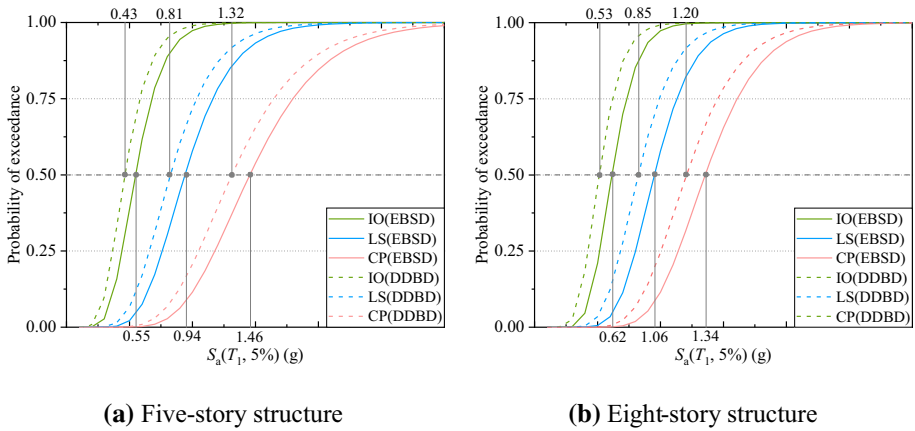 0.43 0.81 1.32
1.00
0.75
0.50
0.25
0.00
Probability of exceedance
IO(EBSD)
LS(EBSD)
CP(EBSD)
IO(DDBD)
LS(DDBD)
CP(DDBD)
0.55 0.94 1.46
Sa(T1, 5%) (g)
(a) Five-story structure
0.53 0.85 1.20
1.00
0.75
0.50
0.25
0.00
Probability of exceedance
IO(EBSD)
LS(EBSD)
CP(EBSD)
IO(DDBD)
LS(DDBD)
CP(DDBD)
0.62 1.06 1.34
Sa(T1, 5%) (g)
(b) Eight-story structure